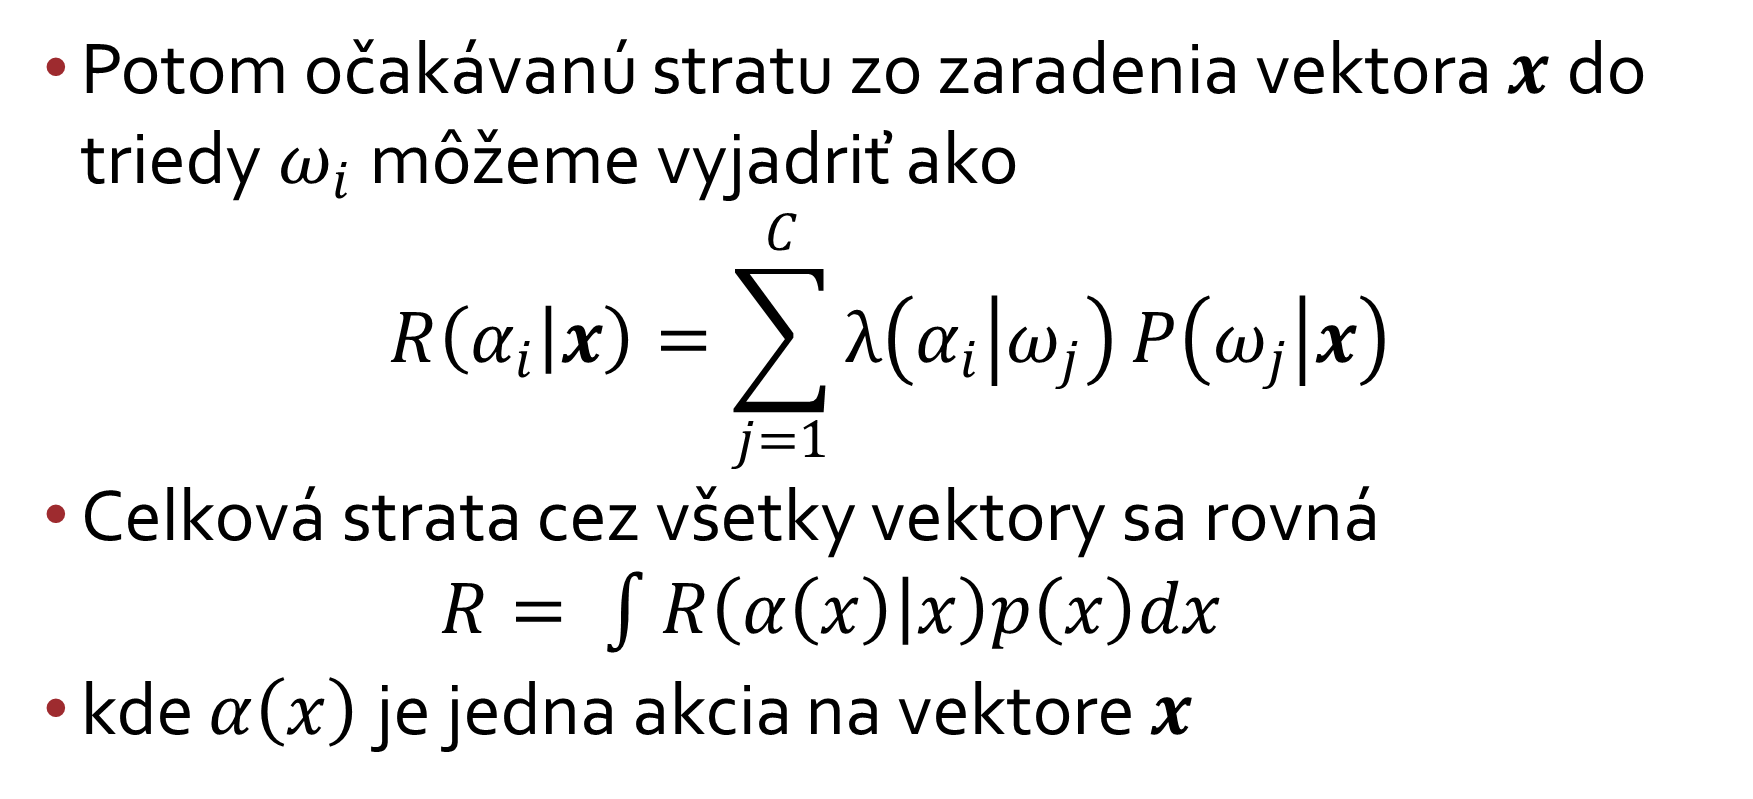 • Potom očakávanú stratu zo zaradenia vektora x do
triedy ωᵢ môžeme vyjadriť ako
R(αᵢ|x) = ∑_{j=1}^{C} λ(αᵢ|ωⱼ) P(ωⱼ|x)
• Celková strata cez všetky vektory sa rovná
R = ∫ R(α(x)|x)p(x)dx
• kde α(x) je jedna akcia na vektore x